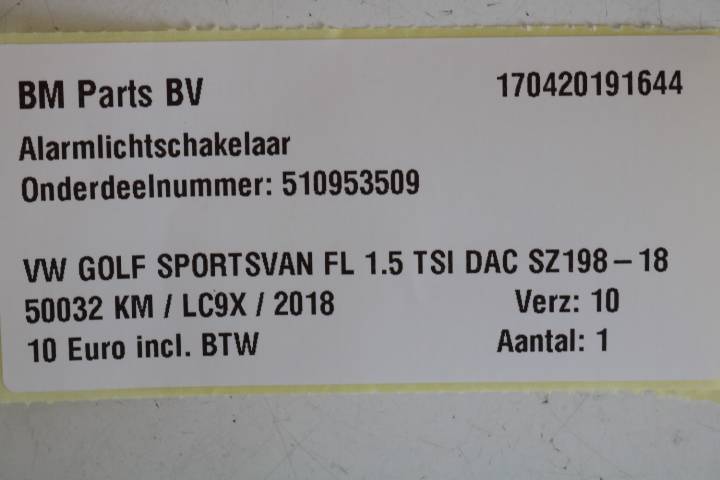 BM Parts BV 170420191644
Alarmlichtschakelaar
Onderdeelnummer: 510953509
VW GOLF SPORTSVAN FL 1.5 TSI DAC SZ198-18
50032 KM / LC9X / 2018 Verz: 10
10 Euro incl. BTW Aantal: 1